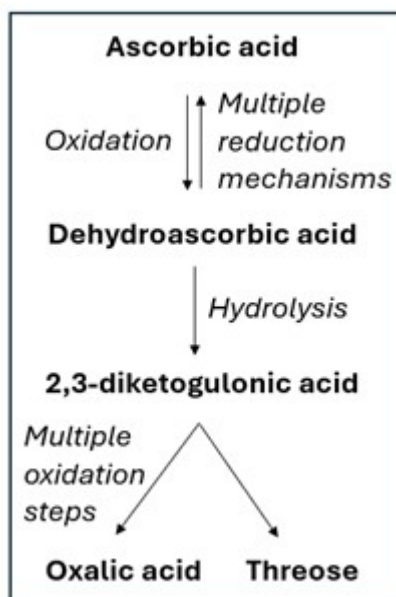 Ascorbic acid
Oxidation
Multiple
reduction
mechanisms
Dehydroascorbic acid
Hydrolysis
2,3-diketogulonic acid
Multiple
oxidation
steps
Oxalic acid
Threose